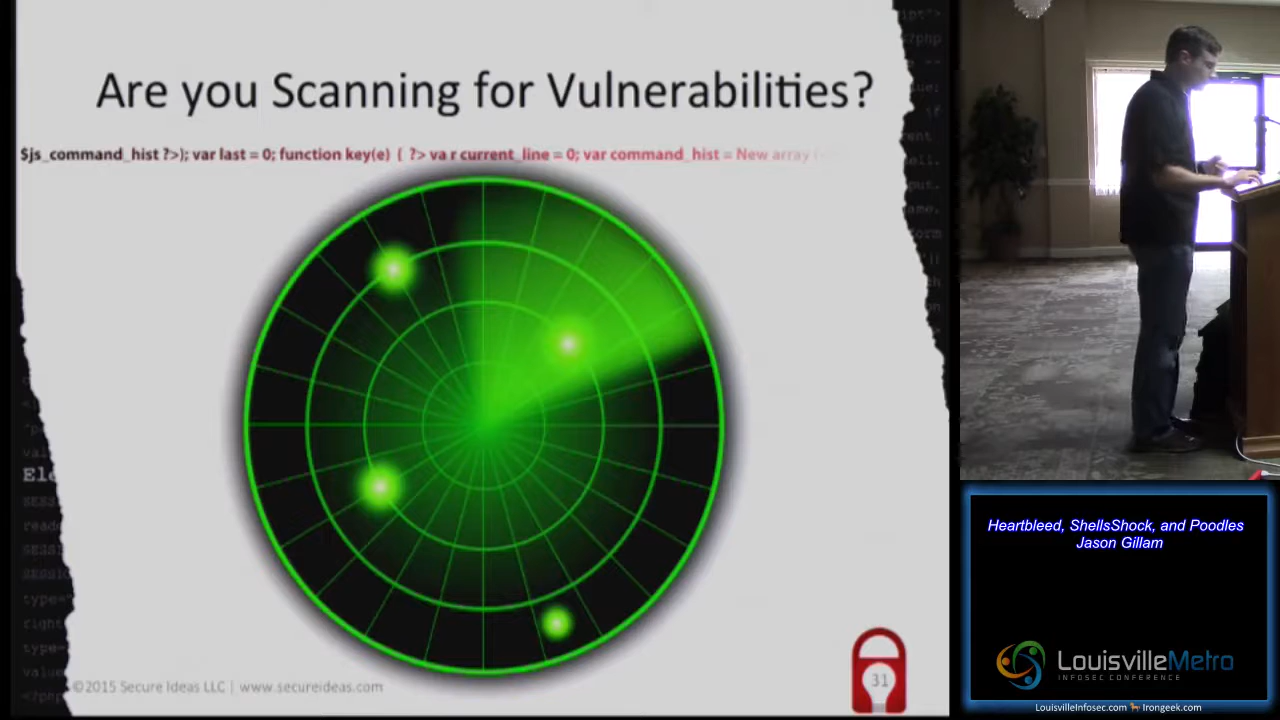 Are you Scanning for Vulnerabilities?
$js_command_hist ?>); var last = 0; function key(e) { ?> va r current_line = 0; var command_hist = New array
©2015 Secure Ideas LLC | www.secureideas.com
31
Heartbleed, ShellsShock, and Poodles
Jason Gillam
LouisvilleMetro
INFOSEC CONFERENCE
LouisvilleInfosec.com Irongeek.com